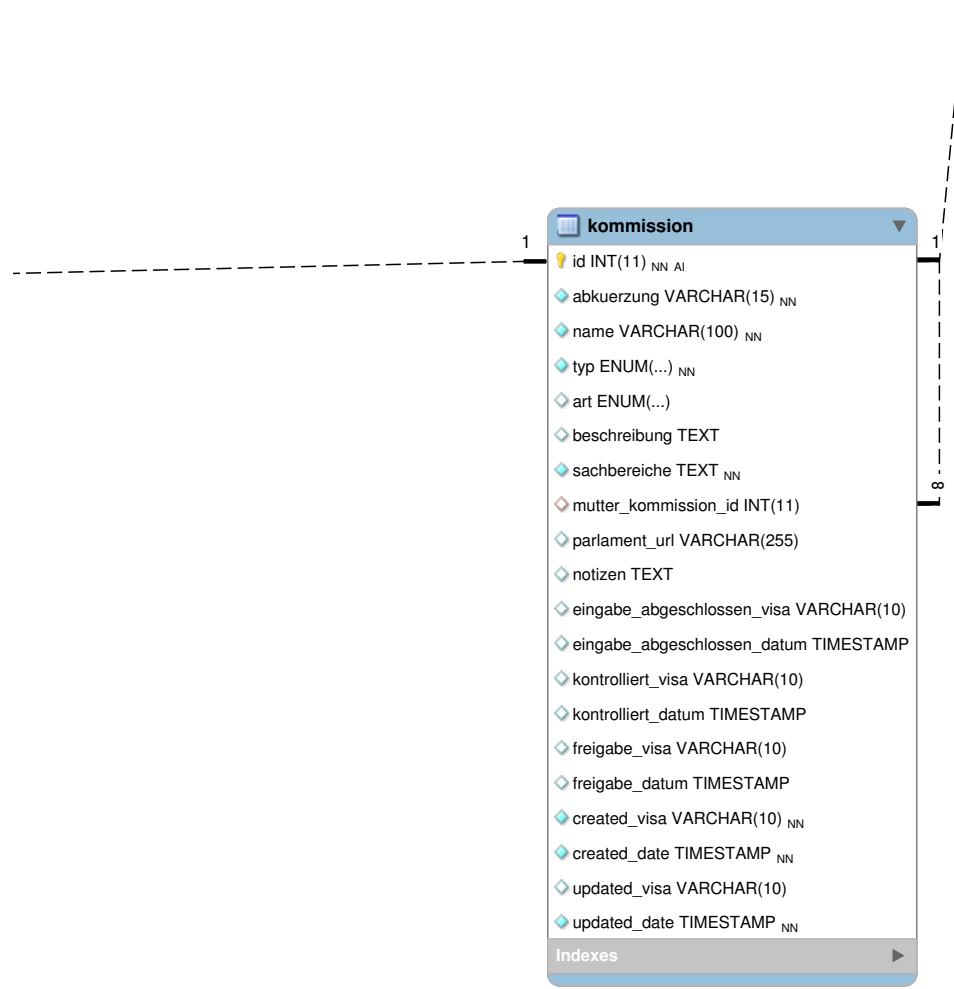 kommission
1
1
id INT(11) NN AI
abkuerzung VARCHAR(15) NN
name VARCHAR(100) NN
typ ENUM(...) NN
art ENUM(...)
beschreibung TEXT
sachbereiche TEXT NN
∞
mutter_kommission_id INT(11)
parlament_url VARCHAR(255)
notizen TEXT
eingabe_abgeschlossen_visa VARCHAR(10)
eingabe_abgeschlossen_datum TIMESTAMP
kontrolliert_visa VARCHAR(10)
kontrolliert_datum TIMESTAMP
freigabe_visa VARCHAR(10)
freigabe_datum TIMESTAMP
created_visa VARCHAR(10) NN
created_date TIMESTAMP NN
updated_visa VARCHAR(10)
updated_date TIMESTAMP NN
Indexes